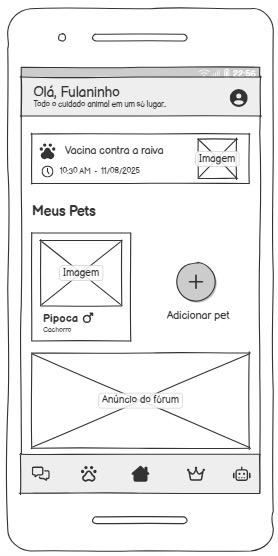 22:56
Olá, Fulaninho
Todo o cuidado animal em um só lugar.
Vacina contra a raiva
10:30 AM - 11/08/2025
Imagem
Meus Pets
Imagem
Pipoca
Cachorro
Adicionar pet
Anúncio do fórum